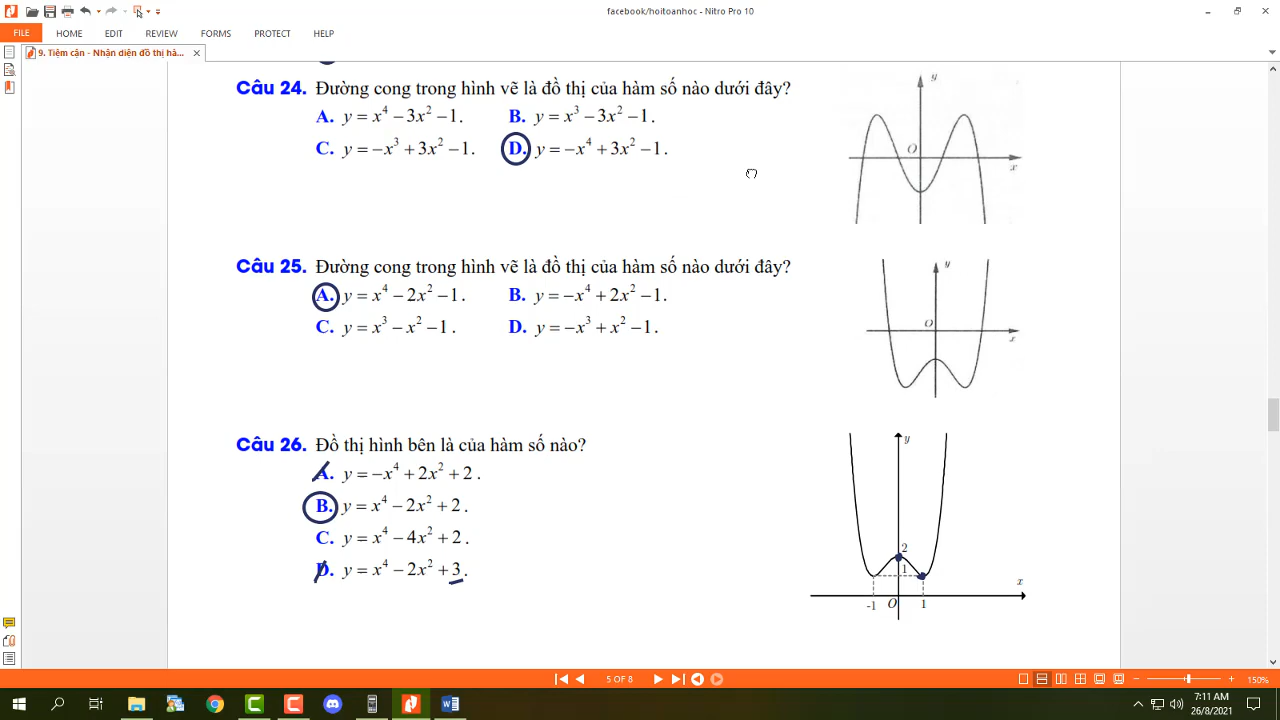 facebook/hoitoanhoc - Nitro Pro 10
FILE HOME EDIT REVIEW FORMS PROTECT HELP
9. Tiệm cận - Nhận diện đồ thị hà...
Câu 24. Đường cong trong hình vẽ là đồ thị của hàm số nào dưới đây?
A. y = x⁴ − 3x² − 1. B. y = x³ − 3x² − 1.
C. y = −x³ + 3x² − 1. D. y = −x⁴ + 3x² − 1.
y
O
x
Câu 25. Đường cong trong hình vẽ là đồ thị của hàm số nào dưới đây?
A. y = x⁴ − 2x² − 1. B. y = −x⁴ + 2x² − 1.
C. y = x³ − x² − 1. D. y = −x³ + x² − 1.
y
O
x
Câu 26. Đồ thị hình bên là của hàm số nào?
A. y = −x⁴ + 2x² + 2.
B. y = x⁴ − 2x² + 2.
C. y = x⁴ − 4x² + 2.
D. y = x⁴ − 2x² + 3.
y
2
1
x
-1 O 1
5 OF 8
150%
7:11 AM
26/8/2021